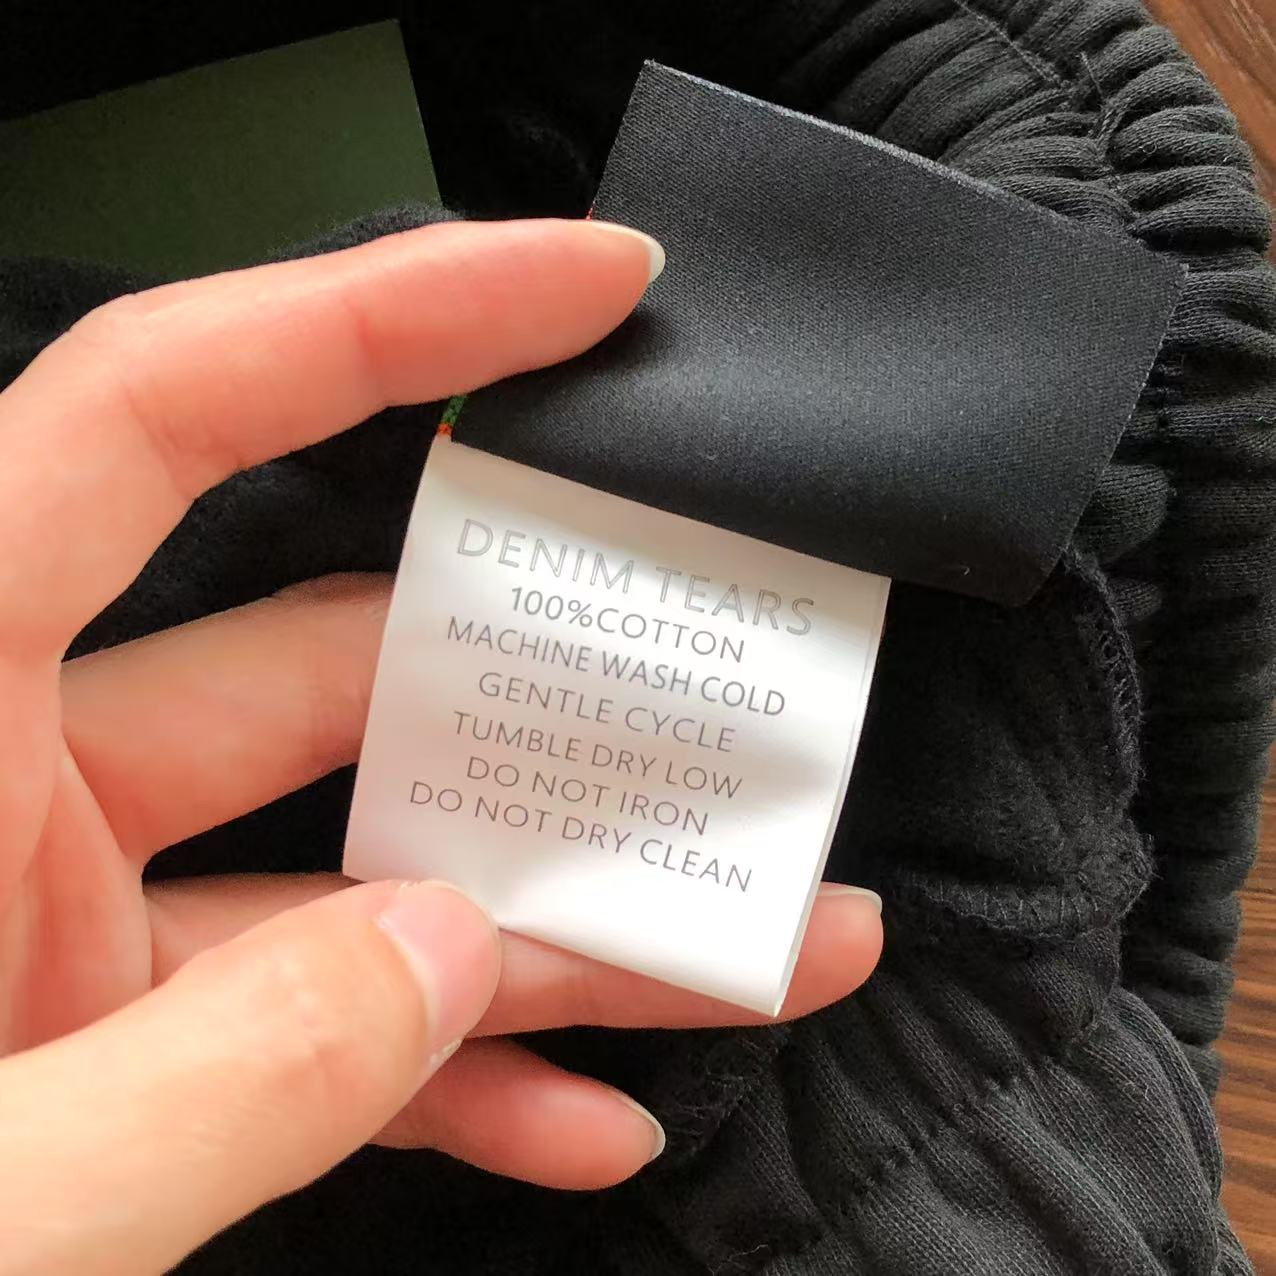 DENIM TEARS
100%COTTON
MACHINE WASH COLD
GENTLE CYCLE
TUMBLE DRY LOW
DO NOT IRON
DO NOT DRY CLEAN